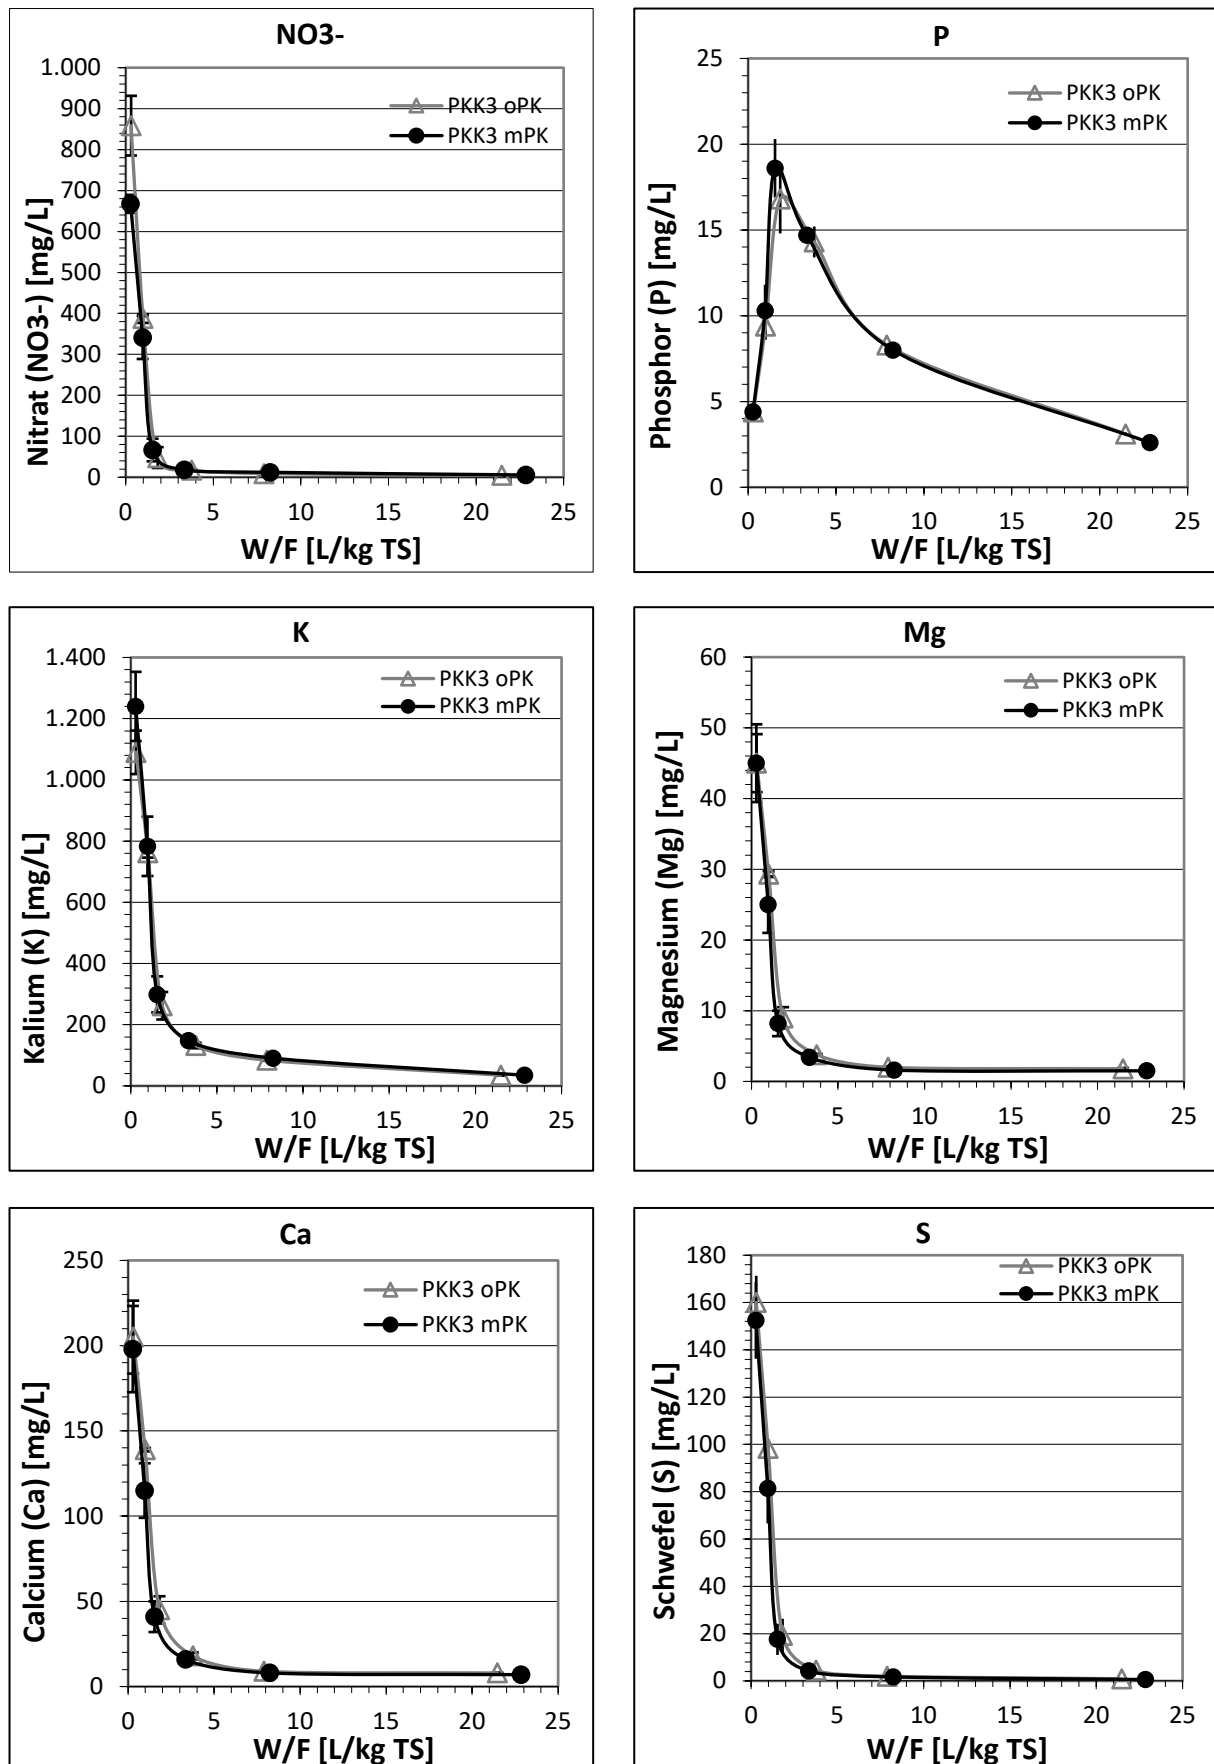 NO3-
1.000
900
800
700
600
500
400
300
200
100
0
0 5 10 15 20 25
Nitrat (NO3-) [mg/L]
W/F [L/kg TS]
PKK3 oPK
PKK3 mPK
P
25
20
15
10
5
0
0 5 10 15 20 25
Phosphor (P) [mg/L]
W/F [L/kg TS]
PKK3 oPK
PKK3 mPK
K
1.400
1.200
1.000
800
600
400
200
0
0 5 10 15 20 25
Kalium (K) [mg/L]
W/F [L/kg TS]
PKK3 oPK
PKK3 mPK
Mg
60
50
40
30
20
10
0
0 5 10 15 20 25
Magnesium (Mg) [mg/L]
W/F [L/kg TS]
PKK3 oPK
PKK3 mPK
Ca
250
200
150
100
50
0
0 5 10 15 20 25
Calcium (Ca) [mg/L]
W/F [L/kg TS]
PKK3 oPK
PKK3 mPK
S
180
160
140
120
100
80
60
40
20
0
0 5 10 15 20 25
Schwefel (S) [mg/L]
W/F [L/kg TS]
PKK3 oPK
PKK3 mPK